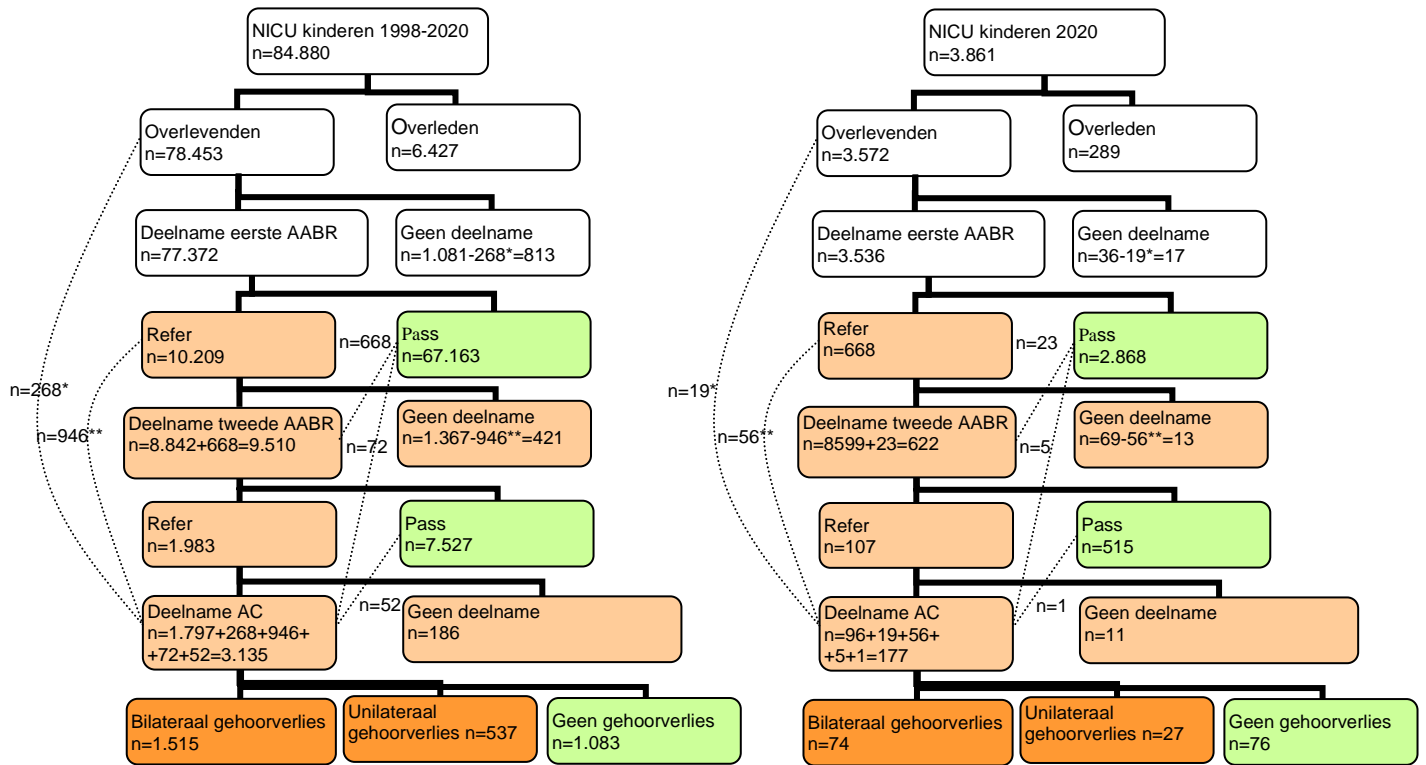 NICU kinderen 1998-2020
n=84.880
Overlevenden
n=78.453
Overleden
n=6.427
Deelname eerste AABR
n=77.372
Geen deelname
n=1.081-268*=813
Refer
n=10.209
n=668
Pass
n=67.163
n=268*
n=946**
Deelname tweede AABR
n=8.842+668=9.510
n=72
Geen deelname
n=1.367-946**=421
Refer
n=1.983
Pass
n=7.527
Deelname AC
n=1.797+268+946+
+72+52=3.135
n=52
Geen deelname
n=186
Bilateraal gehoorverlies
n=1.515
Unilateraal
gehoorverlies n=537
Geen gehoorverlies
n=1.083
NICU kinderen 2020
n=3.861
Overlevenden
n=3.572
Overleden
n=289
Deelname eerste AABR
n=3.536
Geen deelname
n=36-19*=17
Refer
n=668
n=23
Pass
n=2.868
n=19*
n=56**
Deelname tweede AABR
n=8599+23=622
n=5
Geen deelname
n=69-56**=13
Refer
n=107
Pass
n=515
Deelname AC
n=96+19+56+
+5+1=177
n=1
Geen deelname
n=11
Bilateraal gehoorverlies
n=74
Unilateraal
gehoorverlies n=27
Geen gehoorverlies
n=76